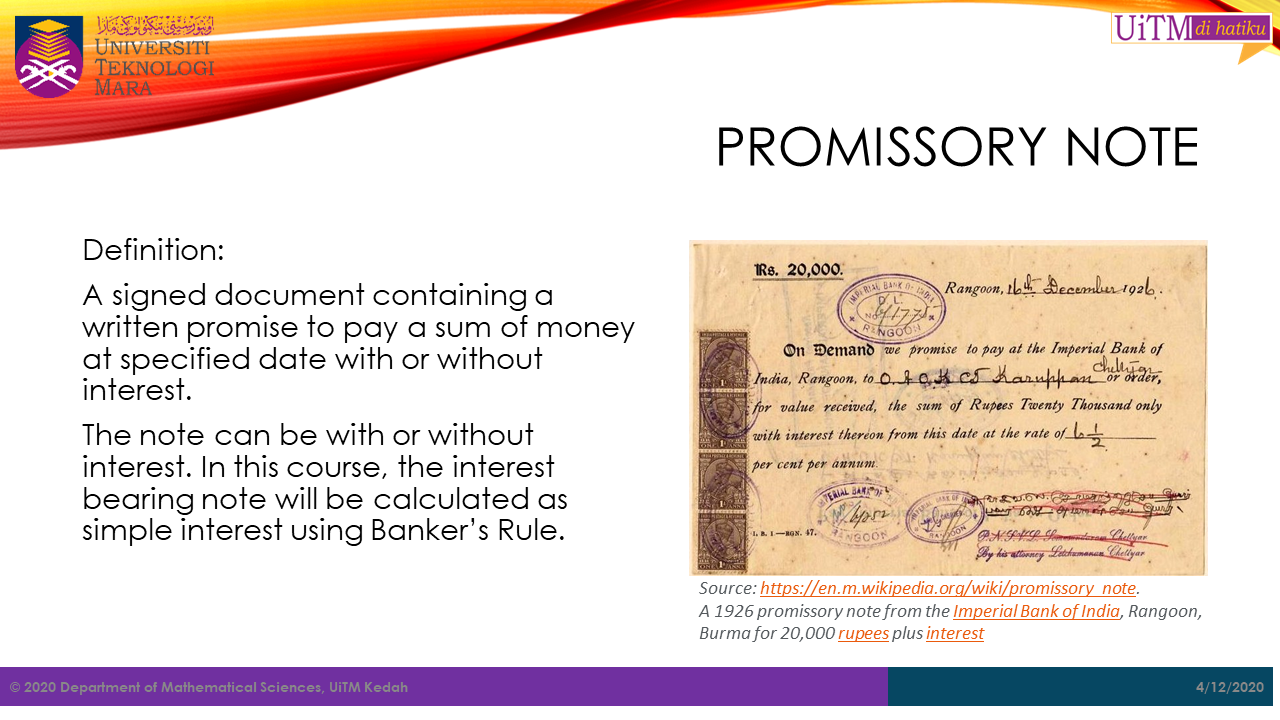 UNIVERSITI
TEKNOLOGI
MARA
UiTM di hatiku
PROMISSORY NOTE
Definition:
A signed document containing a
written promise to pay a sum of money
at specified date with or without
interest.
The note can be with or without
interest. In this course, the interest
bearing note will be calculated as
simple interest using Banker’s Rule.
Rs. 20,000.
IMPERIAL BANK OF INDIA
D. L.
RANGOON
Rangoon, 16th December 1926.
On Demand we promise to pay at the Imperial Bank of
Chettyar
India, Rangoon, to Karuppan or order,
for value received, the sum of Rupees Twenty Thousand only
with interest thereon from this date at the rate of 6 1/2
per cent per annum.
IMPERIAL BANK OF
RANGOON
RANGOON
I. B. I—RGN. 47.
Chettyar
By his attorney Letchumanan Chettyar
Source: https://en.m.wikipedia.org/wiki/promissory_note.
A 1926 promissory note from the Imperial Bank of India, Rangoon,
Burma for 20,000 rupees plus interest
© 2020 Department of Mathematical Sciences, UiTM Kedah
4/12/2020